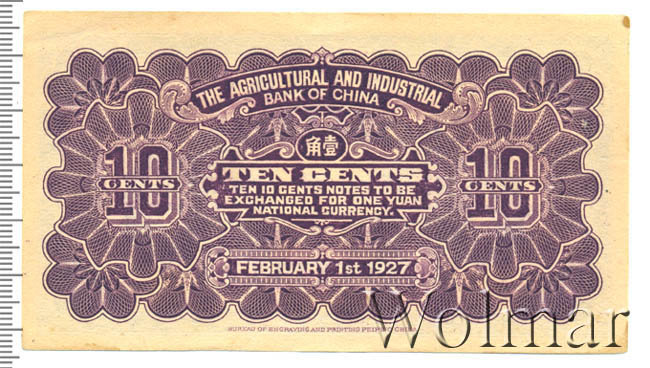 THE AGRICULTURAL AND INDUSTRIAL
BANK OF CHINA
角壹
10
CENTS
TEN CENTS
TEN 10 CENTS NOTES TO BE
EXCHANGED FOR ONE YUAN
NATIONAL CURRENCY.
10
CENTS
FEBRUARY 1st 1927
BUREAU OF ENGRAVING AND PRINTING PEIPING CHINA
Wolmar